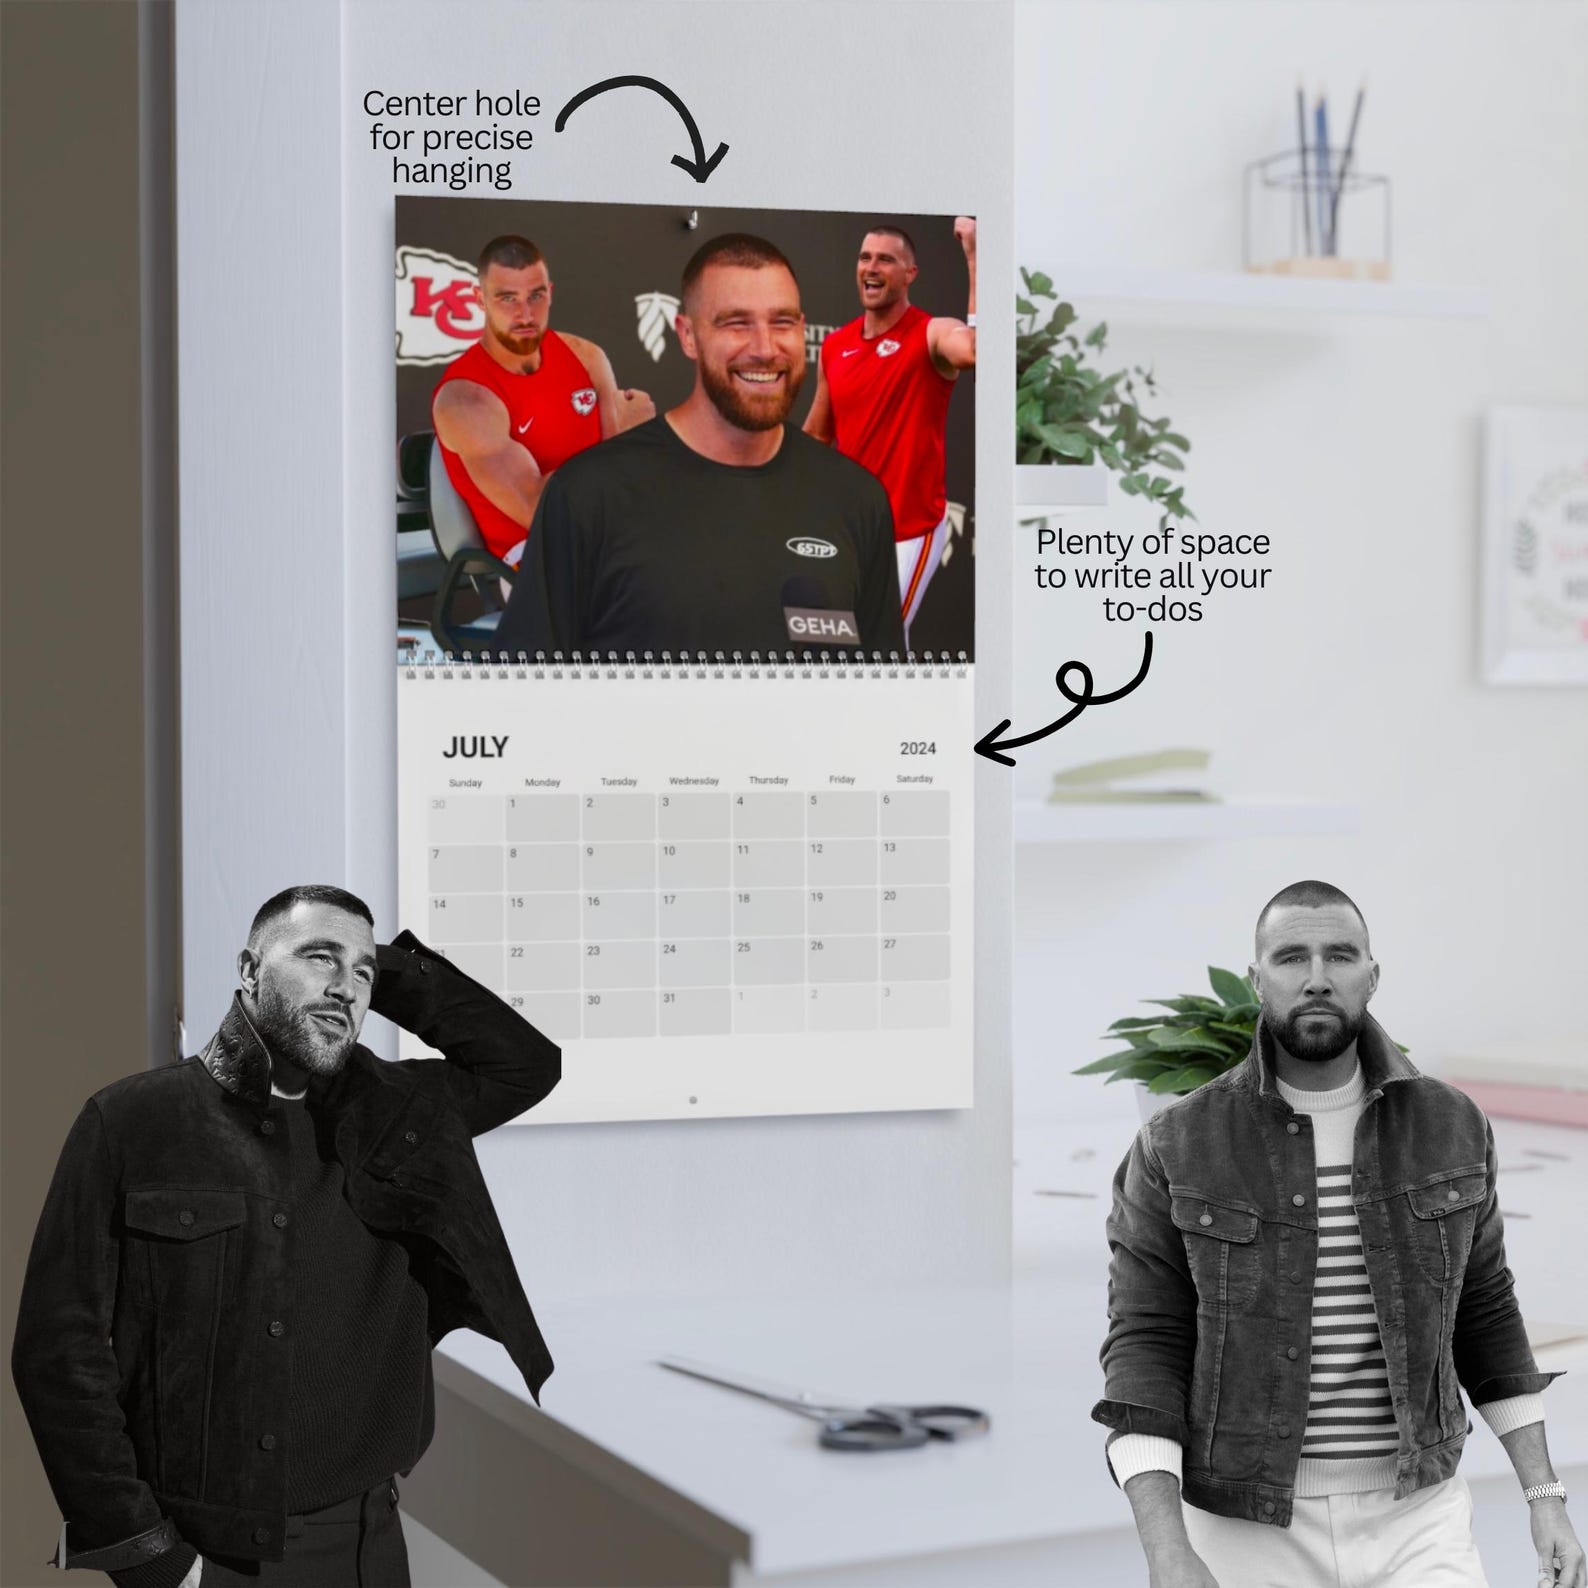 Center hole
for precise
hanging
KC
KC
65TPT
GEHA
Plenty of space
to write all your
to-dos
JULY
2024
Sunday Monday Tuesday Wednesday Thursday Friday Saturday
30 1 2 3 4 5 6
7 8 9 10 11 12 13
14 15 16 17 18 19 20
21 22 23 24 25 26 27
29 30 31 1 2 3